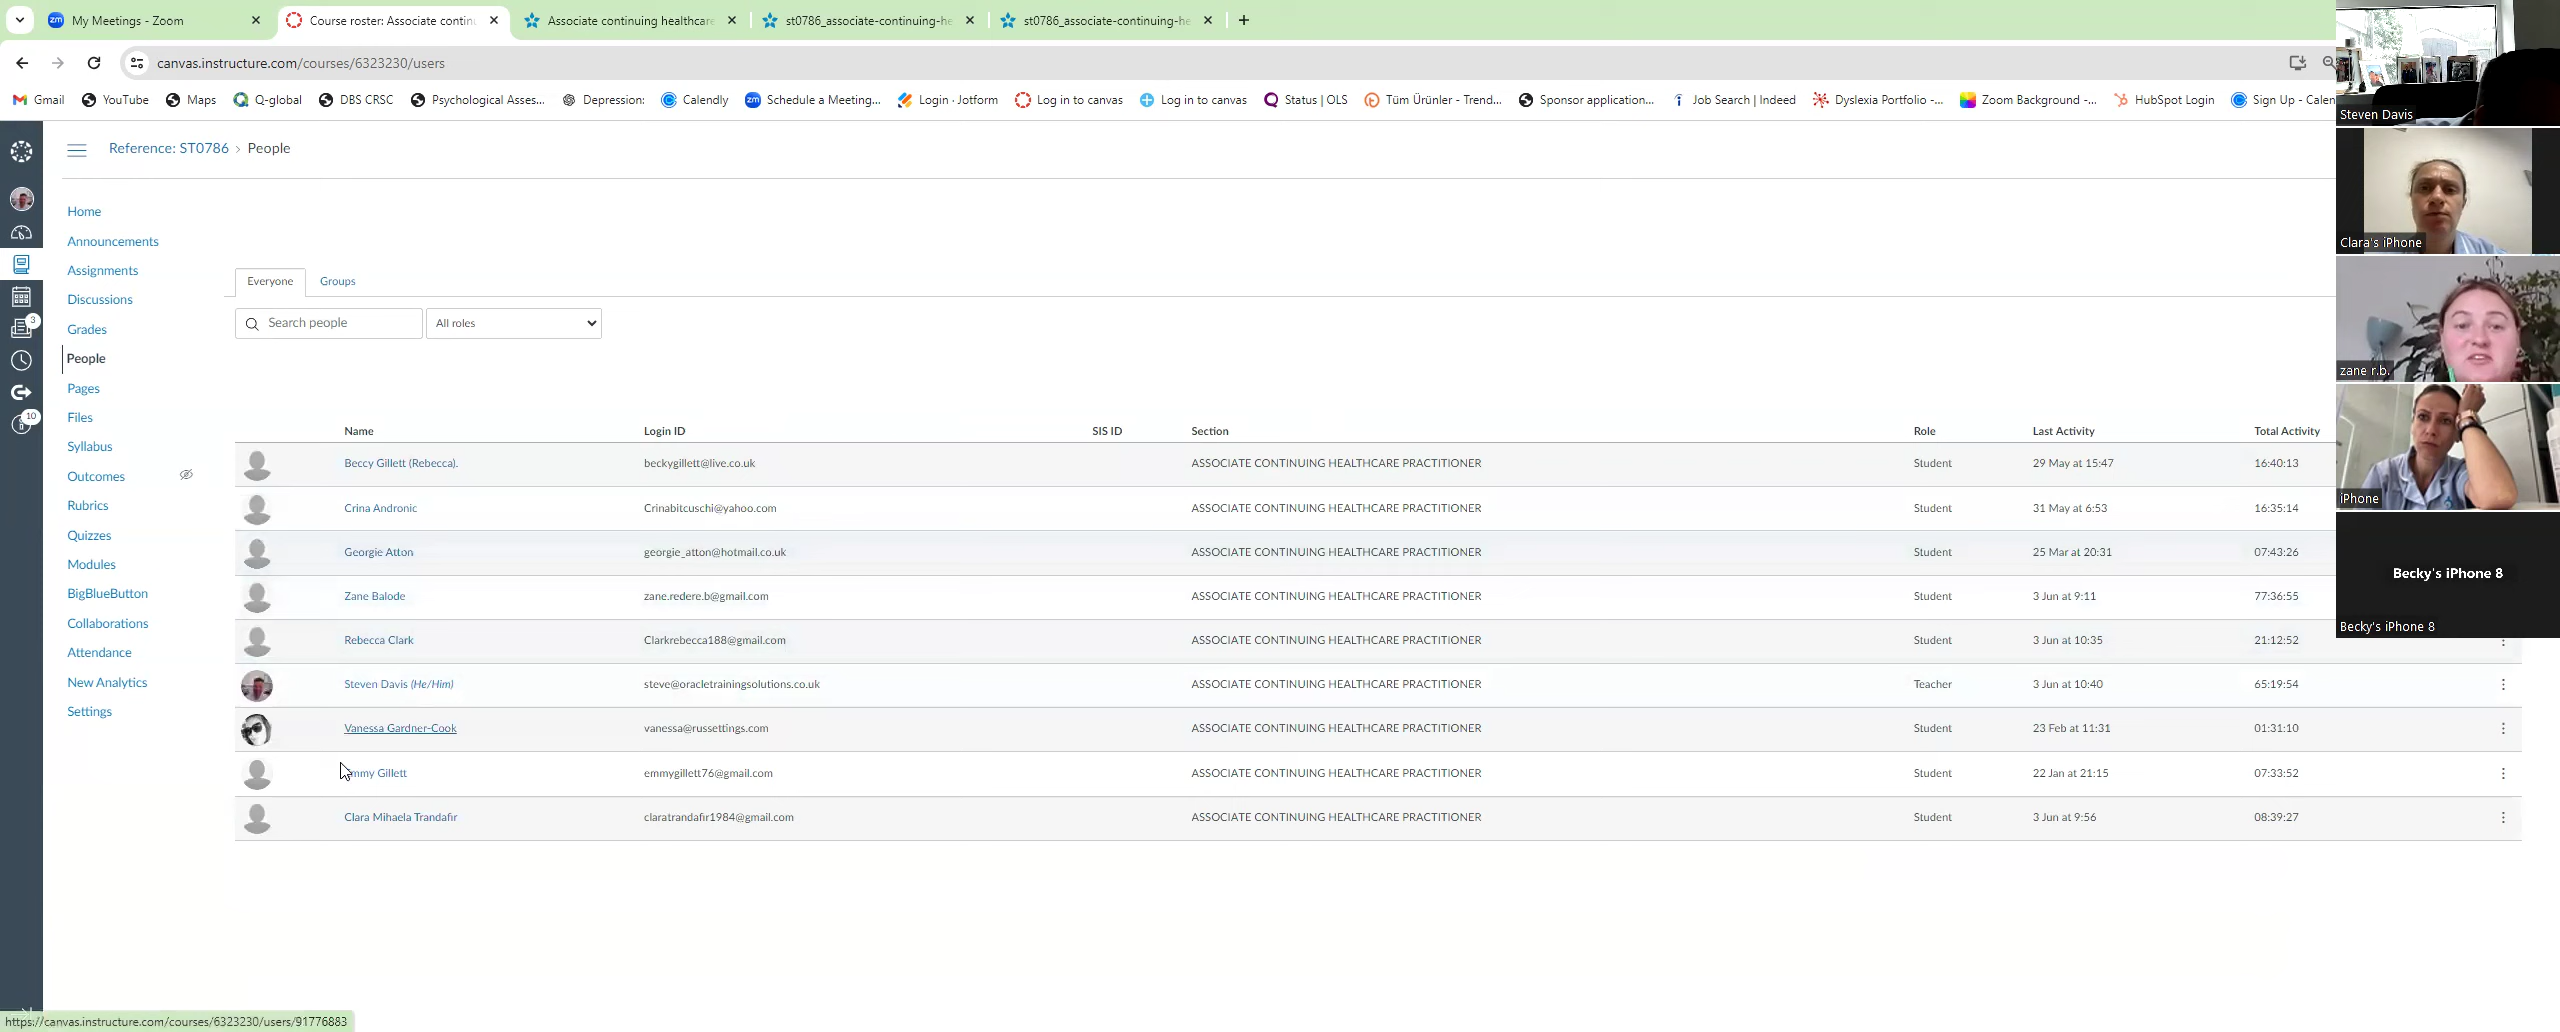 My Meetings - Zoom
Course roster: Associate contin
Associate continuing healthcare
st0786_associate-continuing-he
st0786_associate-continuing-he
canvas.instructure.com/courses/6323230/users
Gmail YouTube Maps Q-global DBS CRSC Psychological Asses... Depression: Calendly Schedule a Meeting... Login · Jotform Log in to canvas Log in to canvas Status | OLS Tüm Ürünler - Trend... Sponsor application... Job Search | Indeed Dyslexia Portfolio -... Zoom Background -... HubSpot Login Sign Up - Calen
Reference: ST0786 › People
Home
Announcements
Assignments
Discussions
Grades
People
Pages
Files
Syllabus
Outcomes
Rubrics
Quizzes
Modules
BigBlueButton
Collaborations
Attendance
New Analytics
Settings
3
10
Everyone Groups
Search people All roles
Name Login ID SIS ID Section Role Last Activity Total Activity
Beccy Gillett (Rebecca). beckygillett@live.co.uk ASSOCIATE CONTINUING HEALTHCARE PRACTITIONER Student 29 May at 15:47 16:40:13
Crina Andronic Crinabitcuschi@yahoo.com ASSOCIATE CONTINUING HEALTHCARE PRACTITIONER Student 31 May at 6:53 16:35:14
Georgie Atton georgie_atton@hotmail.co.uk ASSOCIATE CONTINUING HEALTHCARE PRACTITIONER Student 25 Mar at 20:31 07:43:26
Zane Balode zane.redere.b@gmail.com ASSOCIATE CONTINUING HEALTHCARE PRACTITIONER Student 3 Jun at 9:11 77:36:55
Rebecca Clark Clarkrebecca188@gmail.com ASSOCIATE CONTINUING HEALTHCARE PRACTITIONER Student 3 Jun at 10:35 21:12:52
Steven Davis (He/Him) steve@oracletrainingsolutions.co.uk ASSOCIATE CONTINUING HEALTHCARE PRACTITIONER Teacher 3 Jun at 10:40 65:19:54
Vanessa Gardner-Cook vanessa@russettings.com ASSOCIATE CONTINUING HEALTHCARE PRACTITIONER Student 23 Feb at 11:31 01:31:10
mmy Gillett emmygillett76@gmail.com ASSOCIATE CONTINUING HEALTHCARE PRACTITIONER Student 22 Jan at 21:15 07:33:52
Clara Mihaela Trandafir claratrandafir1984@gmail.com ASSOCIATE CONTINUING HEALTHCARE PRACTITIONER Student 3 Jun at 9:56 08:39:27
https://canvas.instructure.com/courses/6323230/users/91776883
Steven Davis
Clara's iPhone
zane r.b.
iPhone
Becky's iPhone 8
Becky's iPhone 8